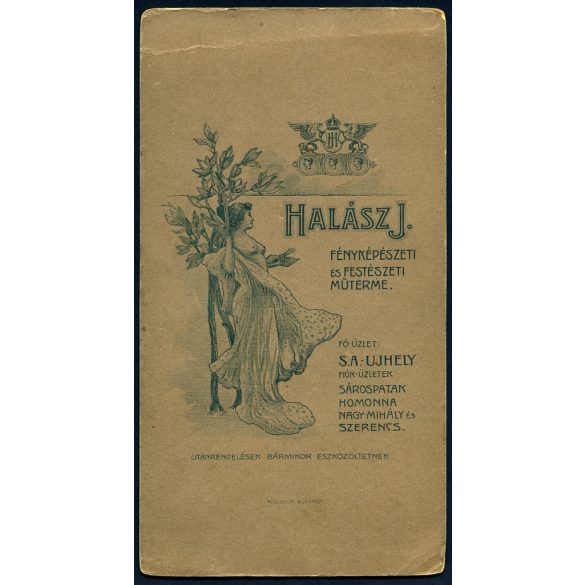 HALÁSZ J.
FÉNYKÉPÉSZETI
ÉS FESTÉSZETI
MŰTERME.
FŐ-ÜZLET:
S.A.-UJHELY
FIÓK-ÜZLETEK
SÁROSPATAK
HOMONNA
NAGY-MIHÁLY ÉS
SZERENCS.
UTÁNRENDELÉSEK BÁRMIKOR ESZKÖZÖLTETNEK.
BUDAPEST